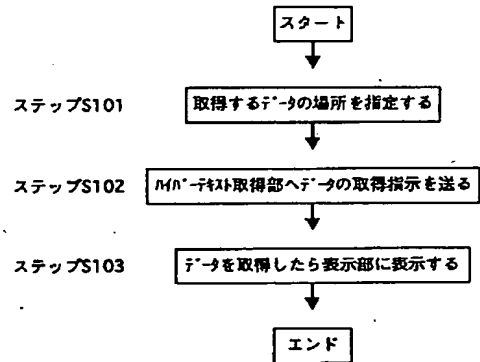 スタート
ステップS101
取得するﾃﾞｰﾀの場所を指定する
ステップS102
ﾊｲﾊﾟｰﾃｷｽﾄ取得部へﾃﾞｰﾀの取得指示を送る
ステップS103
ﾃﾞｰﾀを取得したら表示部に表示する
エンド